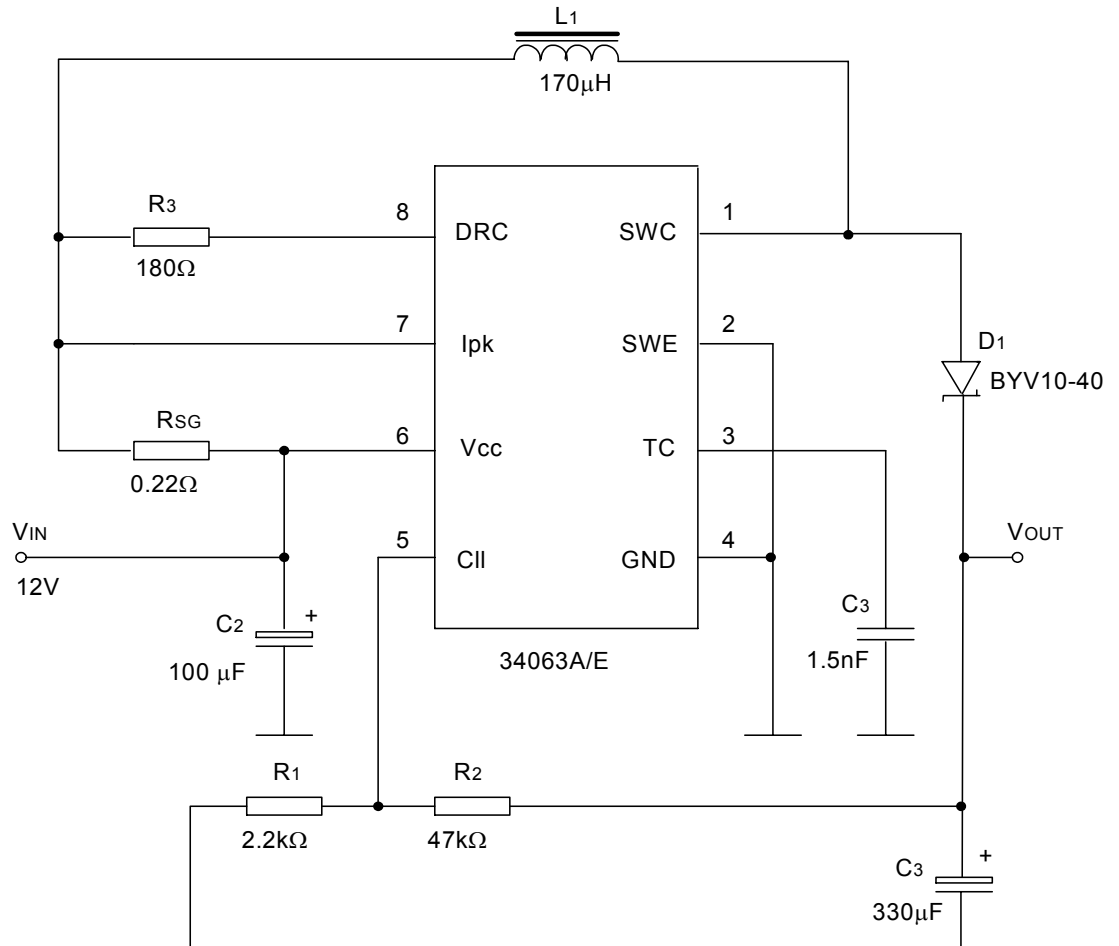 L1
170μH
R3
8
DRC
SWC
1
180Ω
7
Ipk
SWE
2
D1
BYV10-40
RSG
6
Vcc
TC
3
0.22Ω
VIN
5
CII
GND
4
VOUT
12V
C2
+
C3
100 μF
34063A/E
1.5nF
R1
R2
2.2kΩ
47kΩ
C3
+
330μF